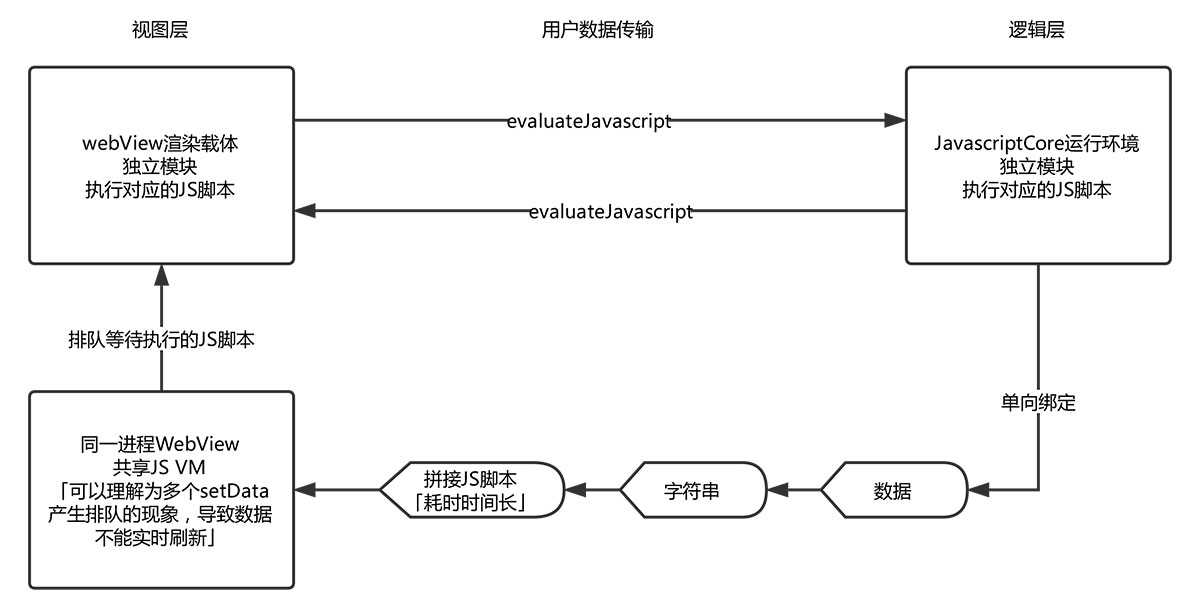 视图层
用户数据传输
逻辑层
webView渲染载体
独立模块
执行对应的JS脚本
evaluateJavascript
evaluateJavascript
JavascriptCore运行环境
独立模块
执行对应的JS脚本
排队等待执行的JS脚本
单向绑定
同一进程WebView
共享JS VM
「可以理解为多个setData
产生排队的现象，导致数据
不能实时刷新」
拼接JS脚本
「耗时时间长」
字符串
数据